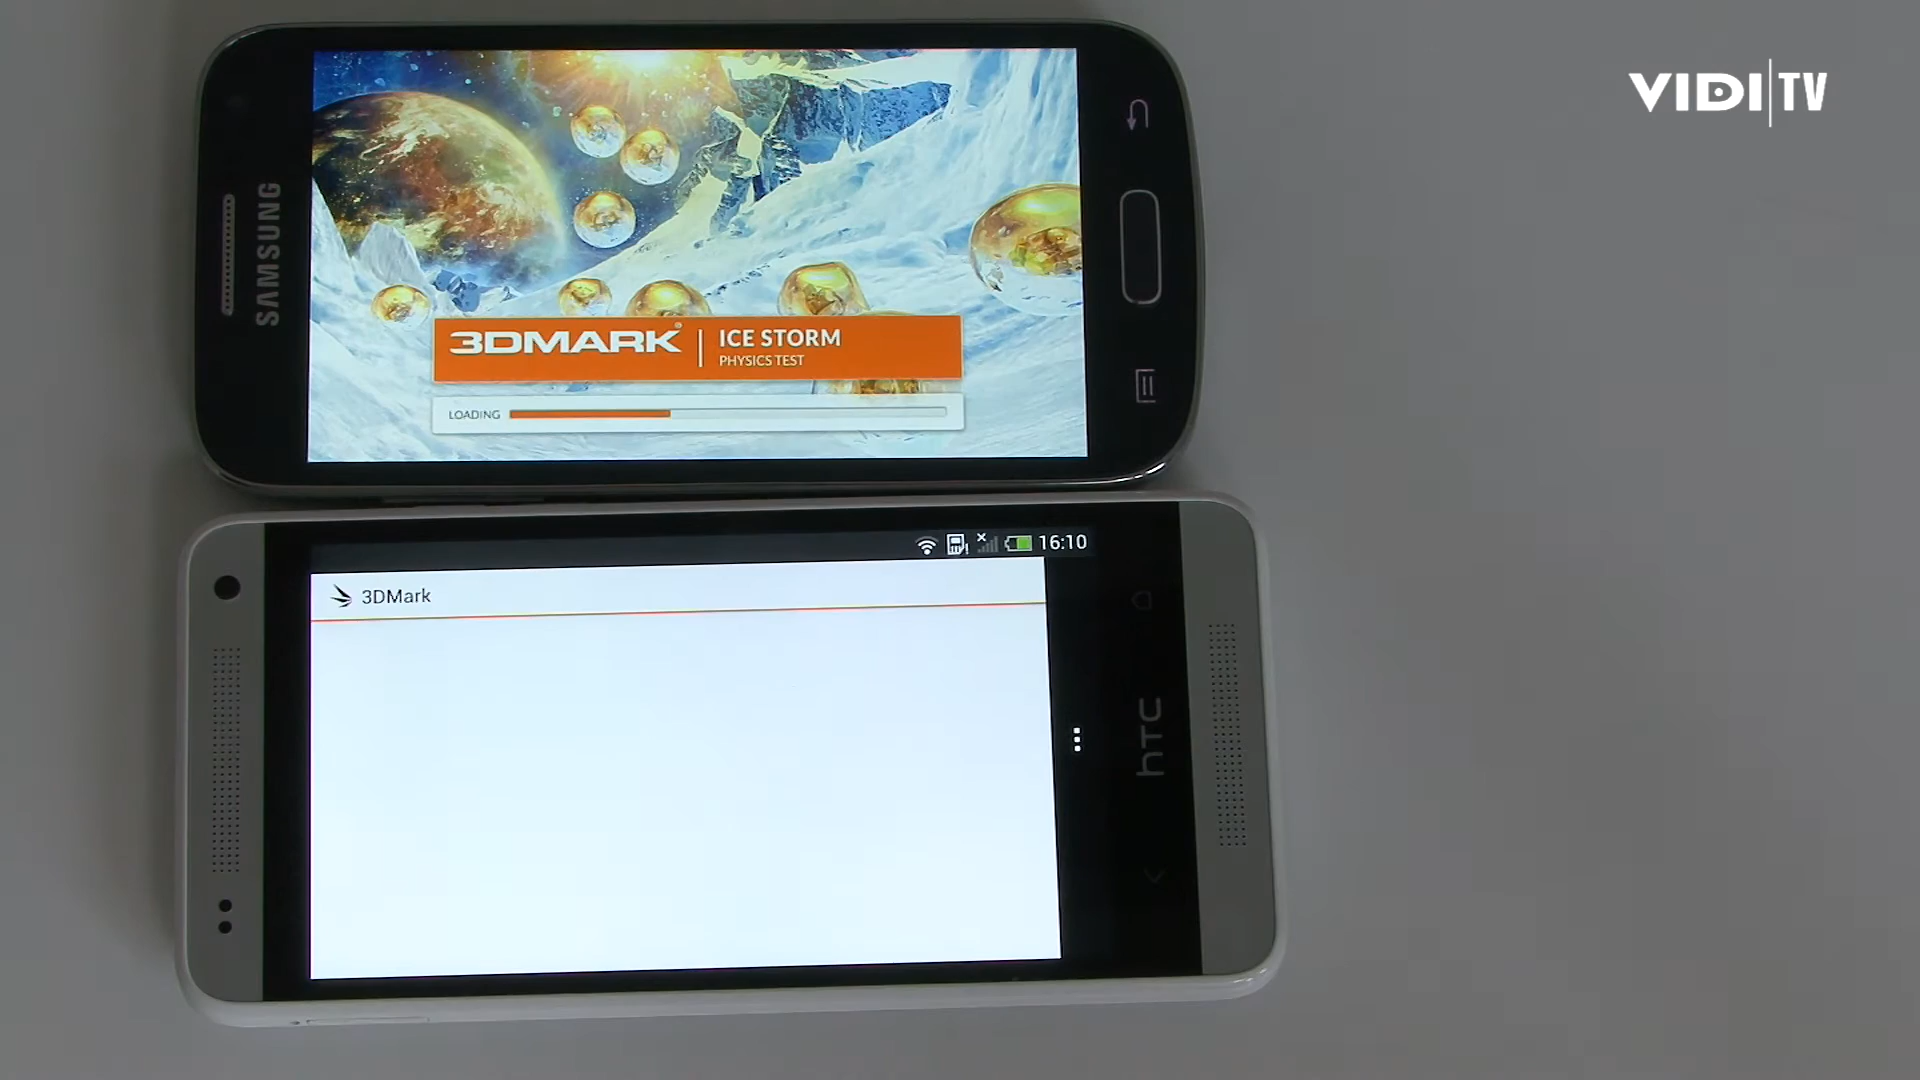 VIDI TV
SAMSUNG
3DMARK
ICE STORM
PHYSICS TEST
LOADING
16:10
3DMark
hTC